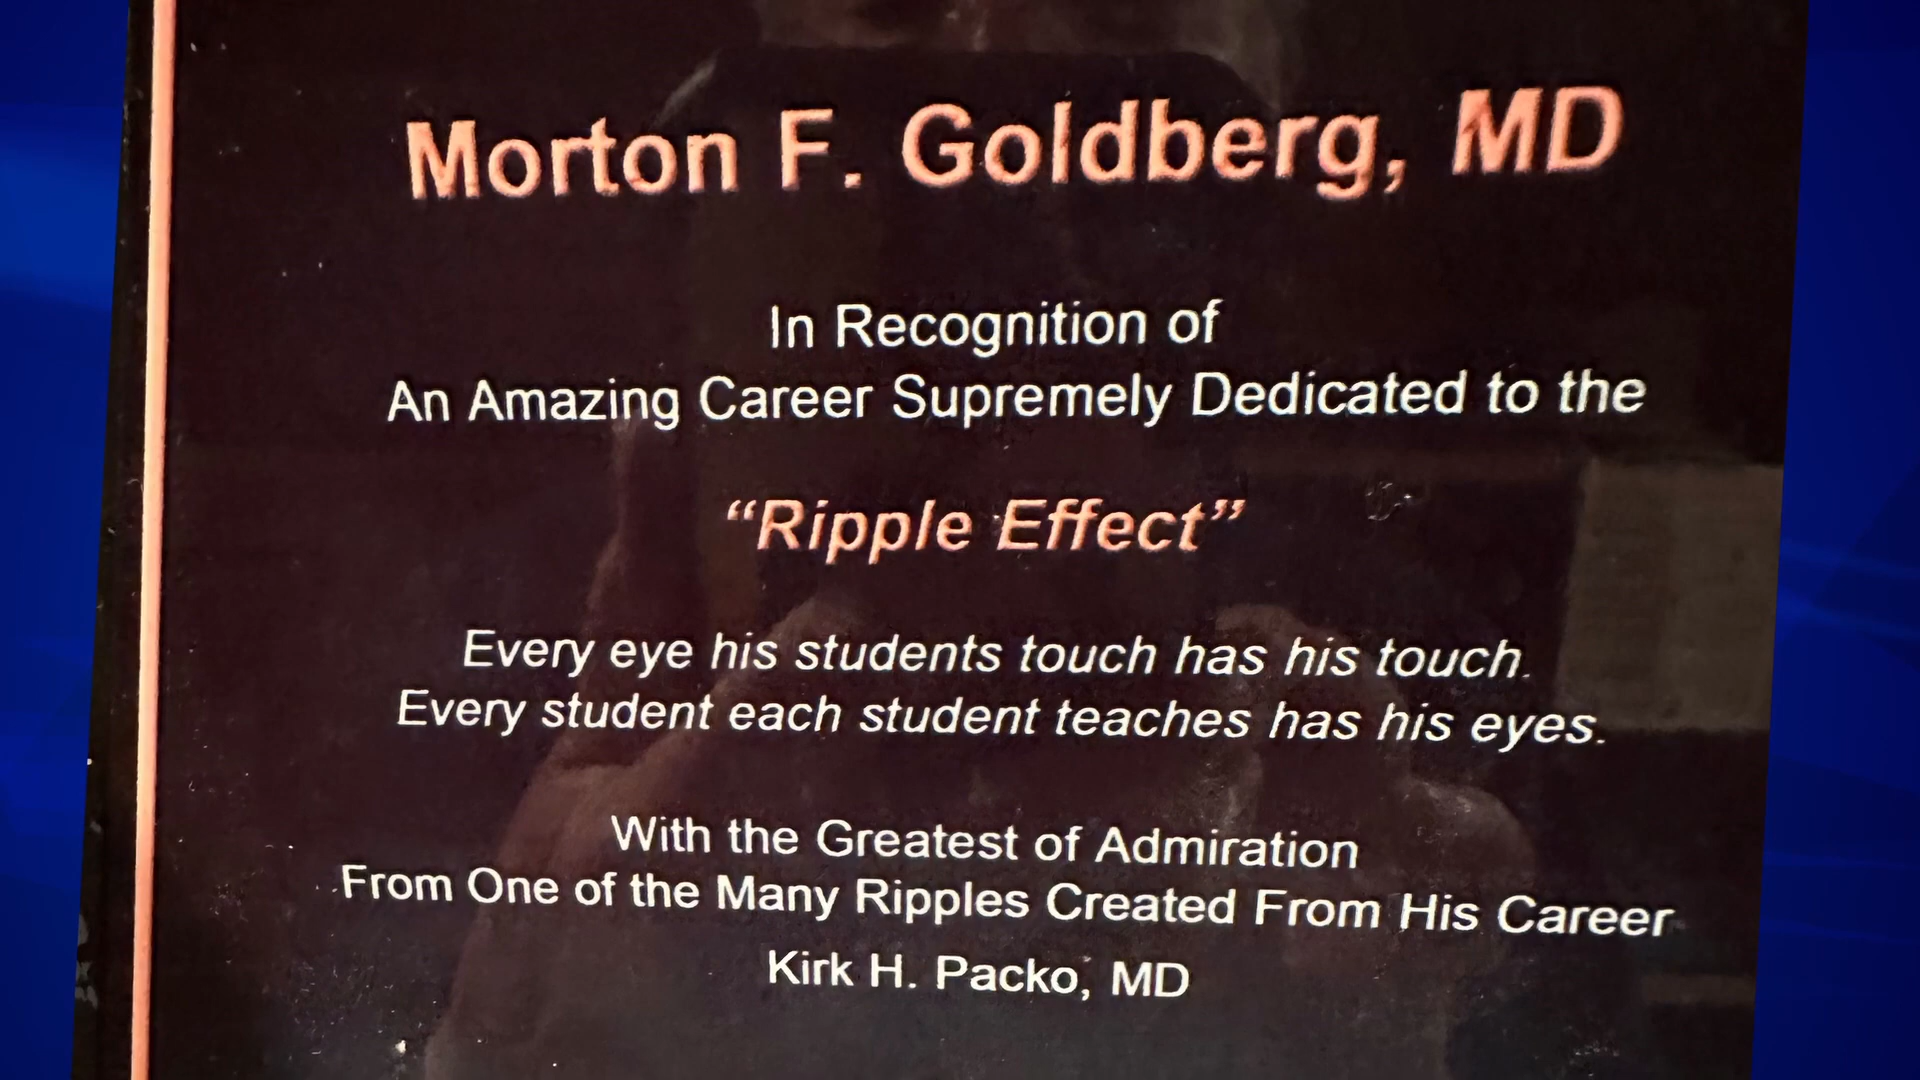 Morton F. Goldberg, MD
In Recognition of
An Amazing Career Supremely Dedicated to the
“Ripple Effect”
Every eye his students touch has his touch.
Every student each student teaches has his eyes.
With the Greatest of Admiration
From One of the Many Ripples Created From His Career
Kirk H. Packo, MD